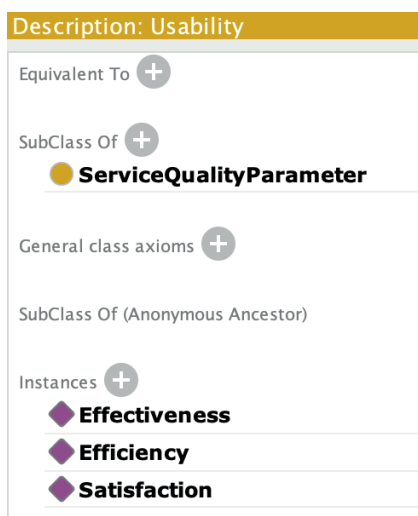 Description: Usability
Equivalent To
SubClass Of
ServiceQualityParameter
General class axioms
SubClass Of (Anonymous Ancestor)
Instances
Effectiveness
Efficiency
Satisfaction